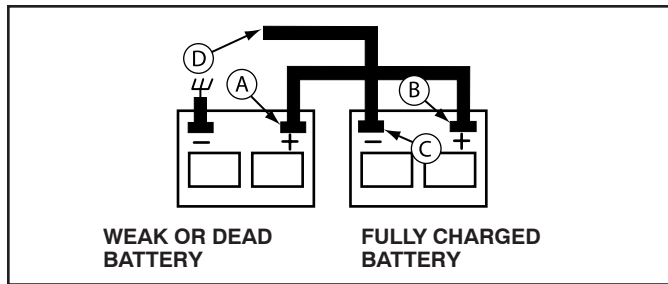 D
A
B
C
– + – +
WEAK OR DEAD
BATTERY
FULLY CHARGED
BATTERY